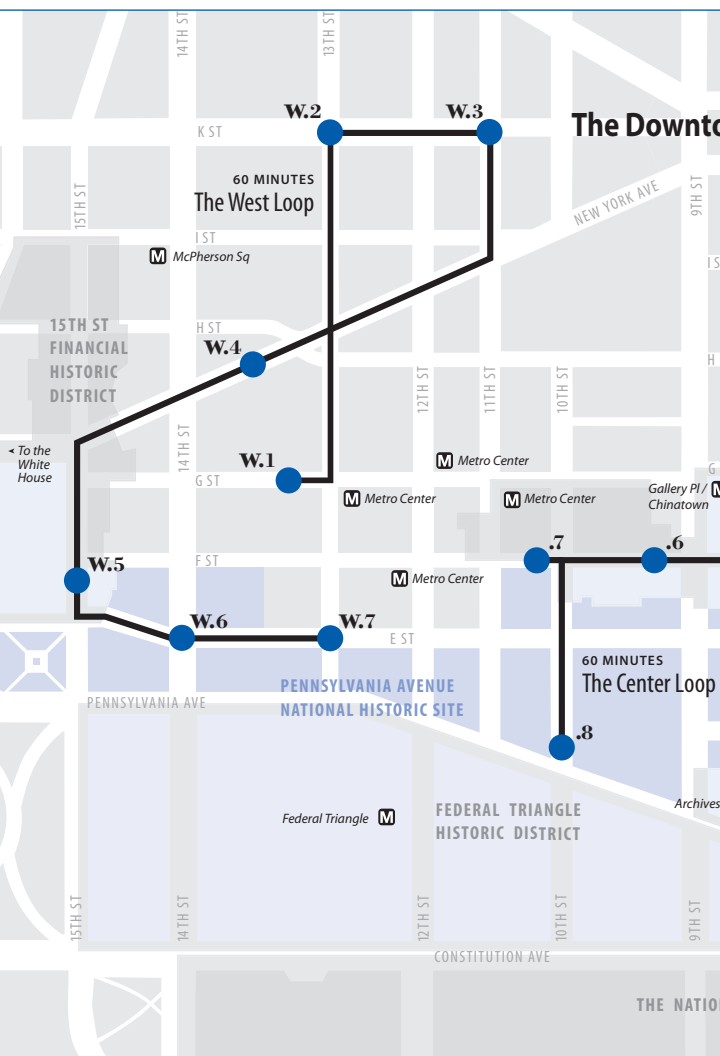 14TH ST
13TH ST
W.2
W.3
The Downto
K ST
60 MINUTES
The West Loop
15TH ST
NEW YORK AVE
9TH ST
I ST
M McPherson Sq
I S
15TH ST
FINANCIAL
HISTORIC
DISTRICT
H ST
W.4
H
12TH ST
11TH ST
10TH ST
To the
White
House
14TH ST
W.1
G ST
M Metro Center
M Metro Center
M Metro Center
G
Gallery Pl / M
Chinatown
W.5
F ST
M Metro Center
.7
.6
W.6
W.7
E ST
60 MINUTES
The Center Loop
PENNSYLVANIA AVENUE
NATIONAL HISTORIC SITE
PENNSYLVANIA AVE
.8
Federal Triangle M
FEDERAL TRIANGLE
HISTORIC DISTRICT
Archives
15TH ST
14TH ST
12TH ST
10TH ST
9TH ST
CONSTITUTION AVE
THE NATIO